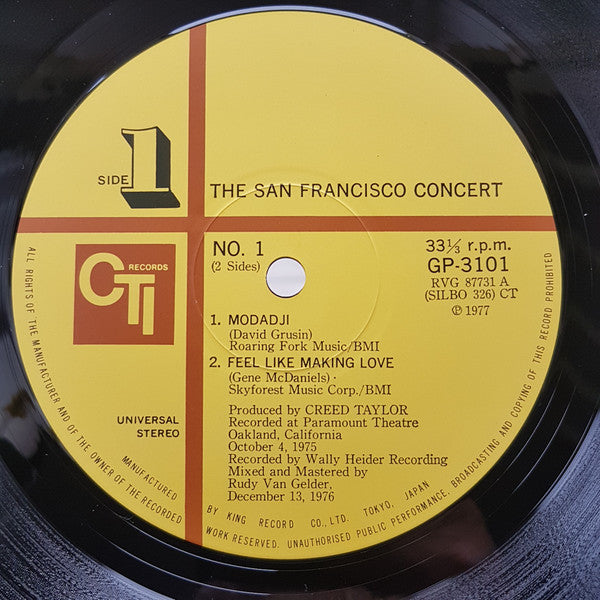 SIDE 1
THE SAN FRANCISCO CONCERT
CTI RECORDS
NO. 1
(2 Sides)
33⅓ r.p.m.
GP-3101
RVG 87731 A
(SILBO 326) CT
℗ 1977
1. MODADJI
(David Grusin)
Roaring Fork Music/BMI
2. FEEL LIKE MAKING LOVE
(Gene McDaniels)·
Skyforest Music Corp./BMI
UNIVERSAL
STEREO
Produced by CREED TAYLOR
Recorded at Paramount Theatre
Oakland, California
October 4, 1975
Recorded by Wally Heider Recording
Mixed and Mastered by
Rudy Van Gelder,
December 13, 1976
MANUFACTURED BY KING RECORD CO., LTD. TOKYO, JAPAN
ALL RIGHTS OF THE MANUFACTURER AND OF THE OWNER OF THE RECORDED WORK RESERVED. UNAUTHORISED PUBLIC PERFORMANCE, BROADCASTING AND COPYING OF THIS RECORD PROHIBITED